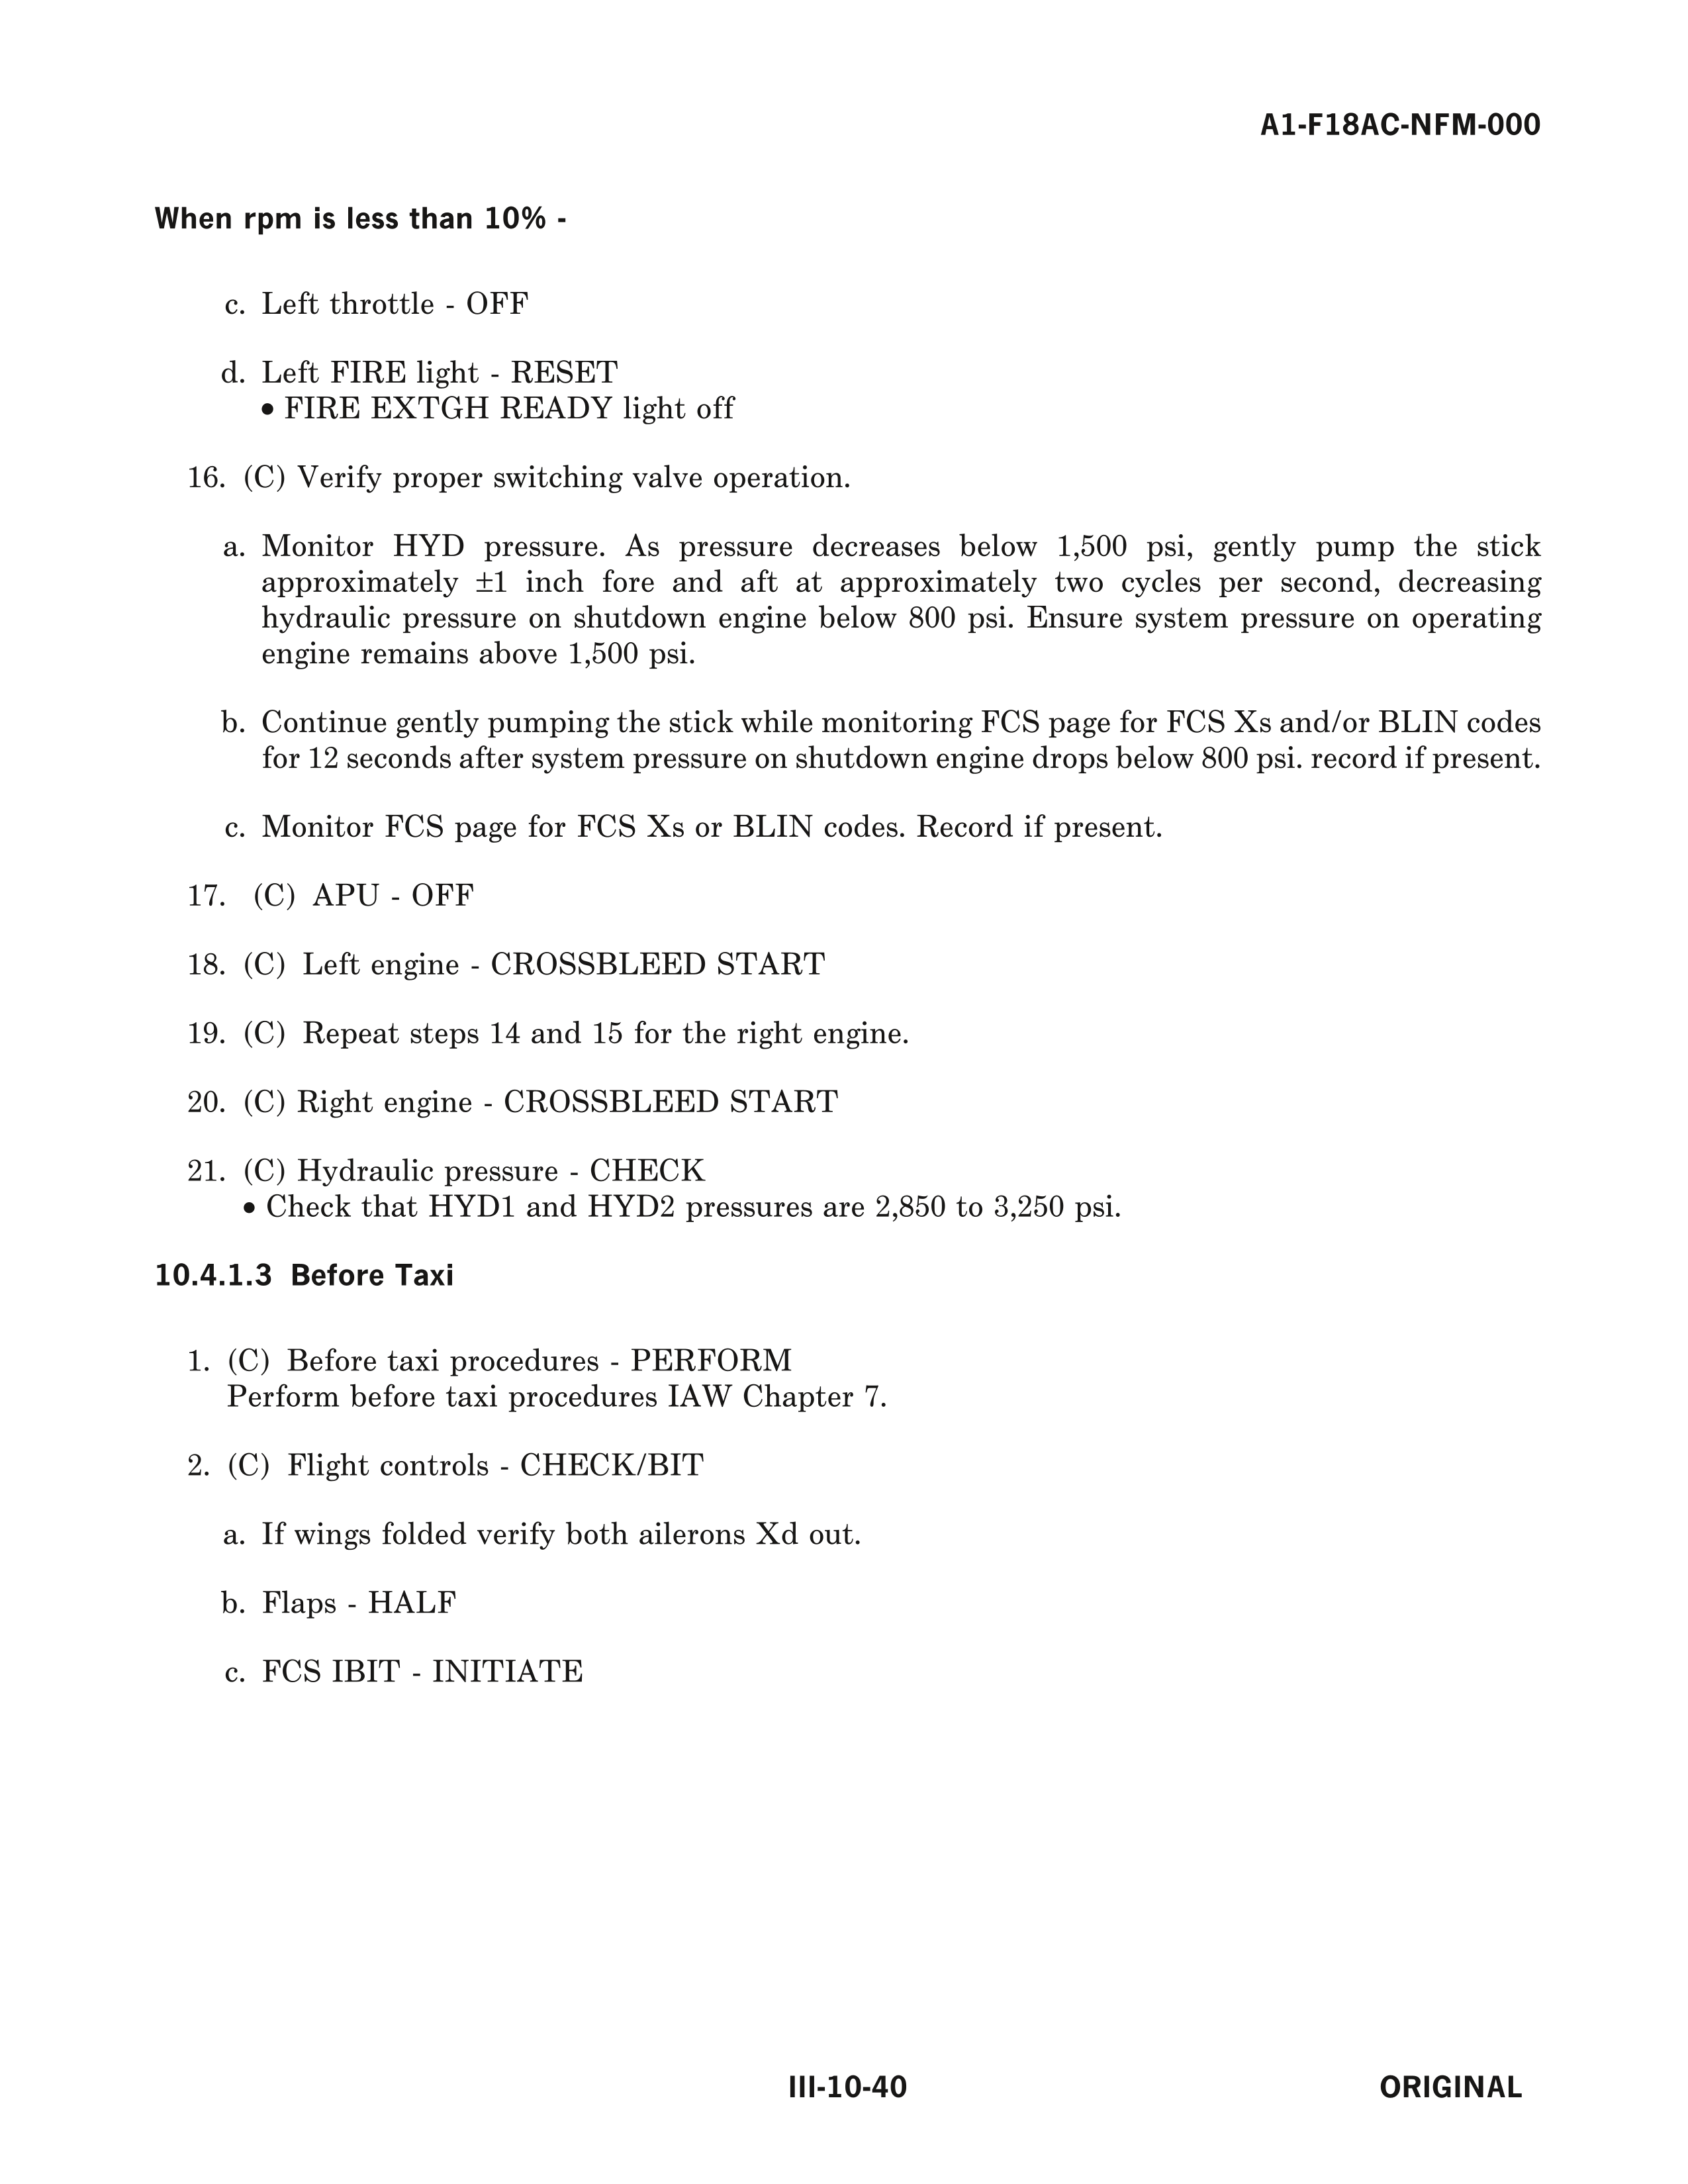 A1-F18AC-NFM-000
When rpm is less than 10% -
c. Left throttle - OFF
d. Left FIRE light - RESET
• FIRE EXTGH READY light off
16. (C) Verify proper switching valve operation.
a. Monitor HYD pressure. As pressure decreases below 1,500 psi, gently pump the stick
approximately ±1 inch fore and aft at approximately two cycles per second, decreasing
hydraulic pressure on shutdown engine below 800 psi. Ensure system pressure on operating
engine remains above 1,500 psi.
b. Continue gently pumping the stick while monitoring FCS page for FCS Xs and/or BLIN codes
for 12 seconds after system pressure on shutdown engine drops below 800 psi. record if present.
c. Monitor FCS page for FCS Xs or BLIN codes. Record if present.
17. (C) APU - OFF
18. (C) Left engine - CROSSBLEED START
19. (C) Repeat steps 14 and 15 for the right engine.
20. (C) Right engine - CROSSBLEED START
21. (C) Hydraulic pressure - CHECK
• Check that HYD1 and HYD2 pressures are 2,850 to 3,250 psi.
10.4.1.3 Before Taxi
1. (C) Before taxi procedures - PERFORM
Perform before taxi procedures IAW Chapter 7.
2. (C) Flight controls - CHECK/BIT
a. If wings folded verify both ailerons Xd out.
b. Flaps - HALF
c. FCS IBIT - INITIATE
III-10-40
ORIGINAL